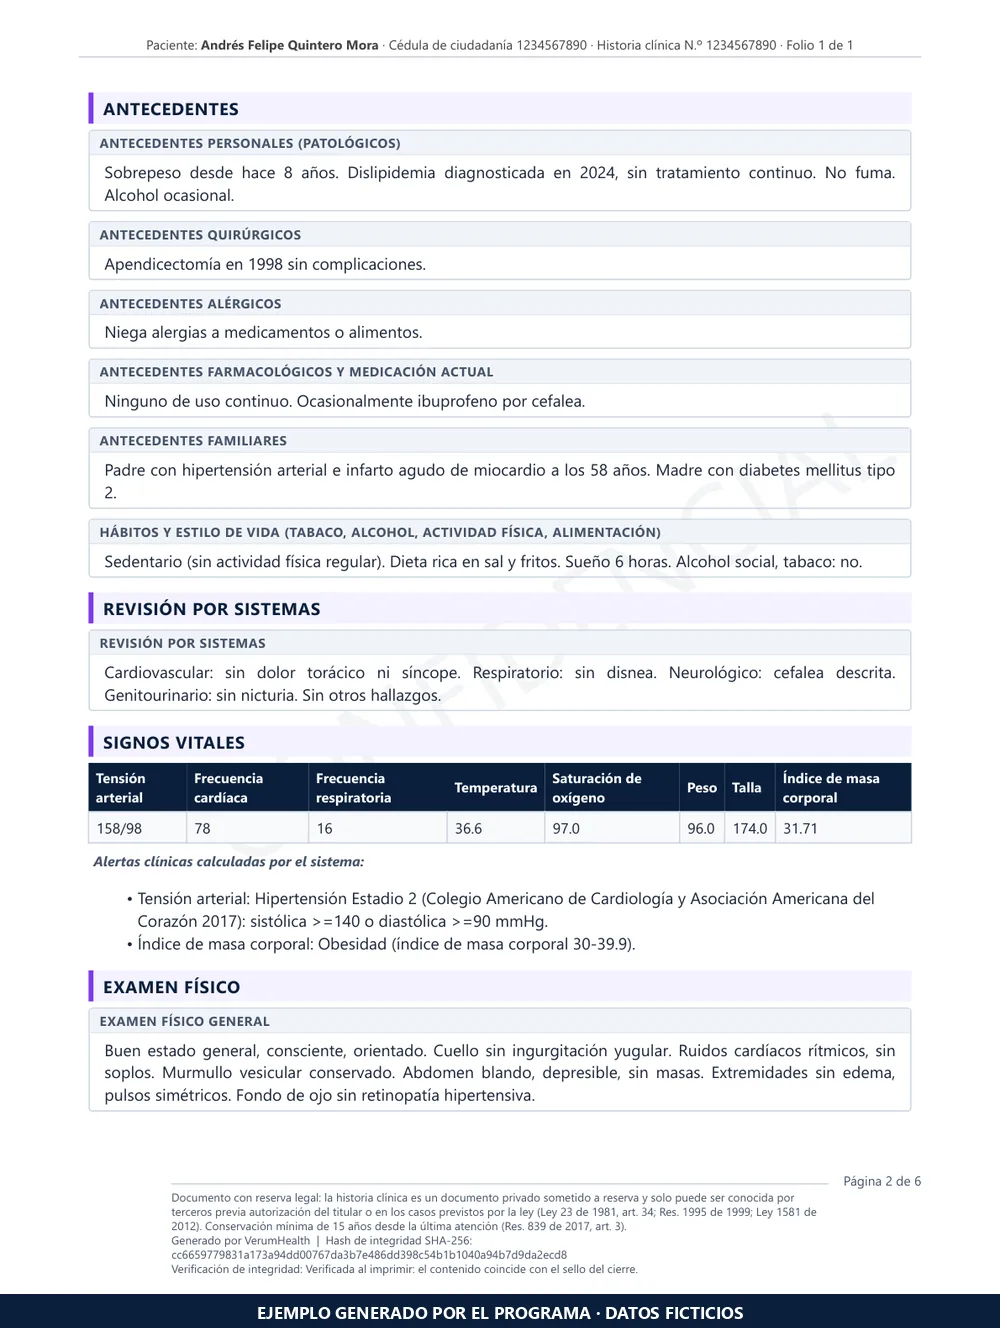 Paciente: Andrés Felipe Quintero Mora · Cédula de ciudadanía 1234567890 · Historia clínica N.º 1234567890 · Folio 1 de 1
ANTECEDENTES
ANTECEDENTES PERSONALES (PATOLÓGICOS)
Sobrepeso desde hace 8 años. Dislipidemia diagnosticada en 2024, sin tratamiento continuo. No fuma.
Alcohol ocasional.
ANTECEDENTES QUIRÚRGICOS
Apendicectomía en 1998 sin complicaciones.
ANTECEDENTES ALÉRGICOS
Niega alergias a medicamentos o alimentos.
ANTECEDENTES FARMACOLÓGICOS Y MEDICACIÓN ACTUAL
Ninguno de uso continuo. Ocasionalmente ibuprofeno por cefalea.
ANTECEDENTES FAMILIARES
Padre con hipertensión arterial e infarto agudo de miocardio a los 58 años. Madre con diabetes mellitus tipo
2.
HÁBITOS Y ESTILO DE VIDA (TABACO, ALCOHOL, ACTIVIDAD FÍSICA, ALIMENTACIÓN)
Sedentario (sin actividad física regular). Dieta rica en sal y fritos. Sueño 6 horas. Alcohol social, tabaco: no.
REVISIÓN POR SISTEMAS
REVISIÓN POR SISTEMAS
Cardiovascular: sin dolor torácico ni síncope. Respiratorio: sin disnea. Neurológico: cefalea descrita.
Genitourinario: sin nicturia. Sin otros hallazgos.
SIGNOS VITALES
Tensión arterial Frecuencia cardíaca Frecuencia respiratoria Temperatura Saturación de oxígeno Peso Talla Índice de masa corporal
158/98 78 16 36.6 97.0 96.0 174.0 31.71
Alertas clínicas calculadas por el sistema:
• Tensión arterial: Hipertensión Estadio 2 (Colegio Americano de Cardiología y Asociación Americana del
Corazón 2017): sistólica >=140 o diastólica >=90 mmHg.
• Índice de masa corporal: Obesidad (índice de masa corporal 30-39.9).
EXAMEN FÍSICO
EXAMEN FÍSICO GENERAL
Buen estado general, consciente, orientado. Cuello sin ingurgitación yugular. Ruidos cardíacos rítmicos, sin
soplos. Murmullo vesicular conservado. Abdomen blando, depresible, sin masas. Extremidades sin edema,
pulsos simétricos. Fondo de ojo sin retinopatía hipertensiva.
CONFIDENCIAL
Página 2 de 6
Documento con reserva legal: la historia clínica es un documento privado sometido a reserva y solo puede ser conocida por
terceros previa autorización del titular o en los casos previstos por la ley (Ley 23 de 1981, art. 34; Res. 1995 de 1999; Ley 1581 de
2012). Conservación mínima de 15 años desde la última atención (Res. 839 de 2017, art. 3).
Generado por VerumHealth | Hash de integridad SHA-256:
cc6659779831a173a94dd00767da3b7e486dd398c54b1b1040a94b7d9da2ecd8
Verificación de integridad: Verificada al imprimir: el contenido coincide con el sello del cierre.
EJEMPLO GENERADO POR EL PROGRAMA · DATOS FICTICIOS